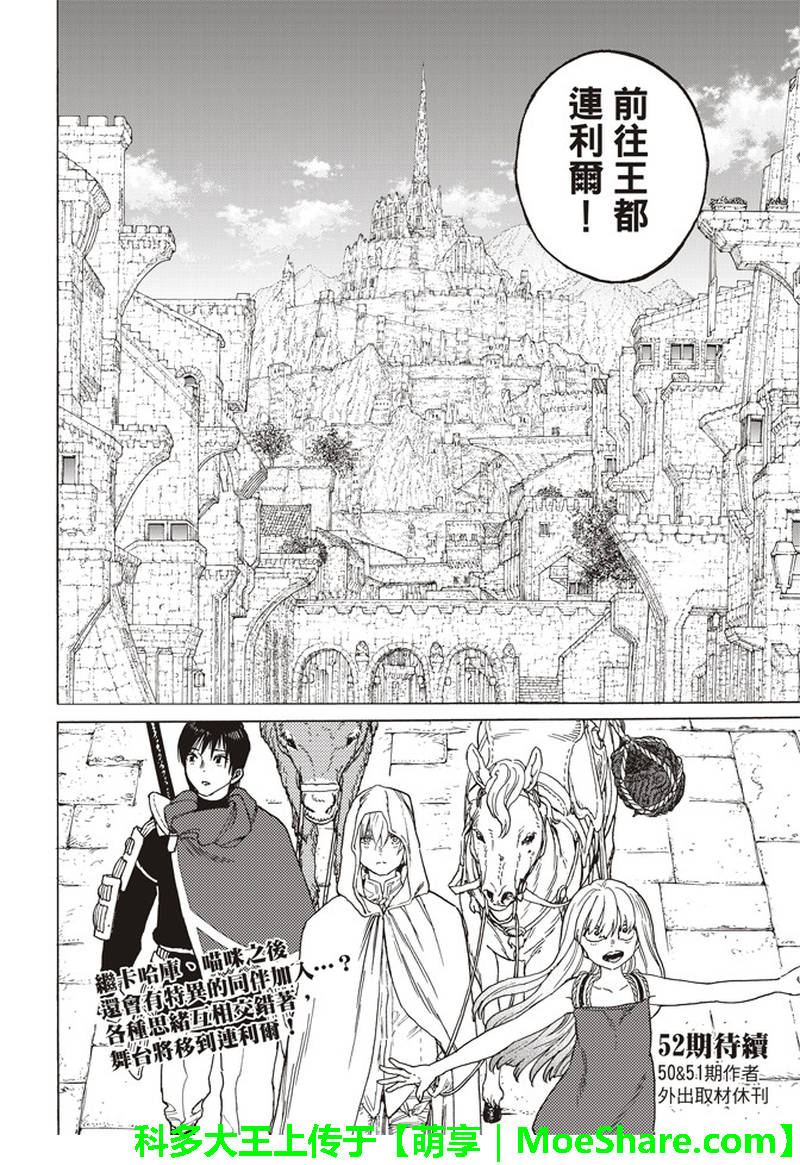 前往王都
連利爾！
繼卡哈庫、喵咪之後
還會有特異的同伴加入…？
各種思緒互相交錯著，
舞台將移到連利爾！
52期待續
50&51期作者
外出取材休刊
科多大王上传于【萌享】|MoeShare.com】